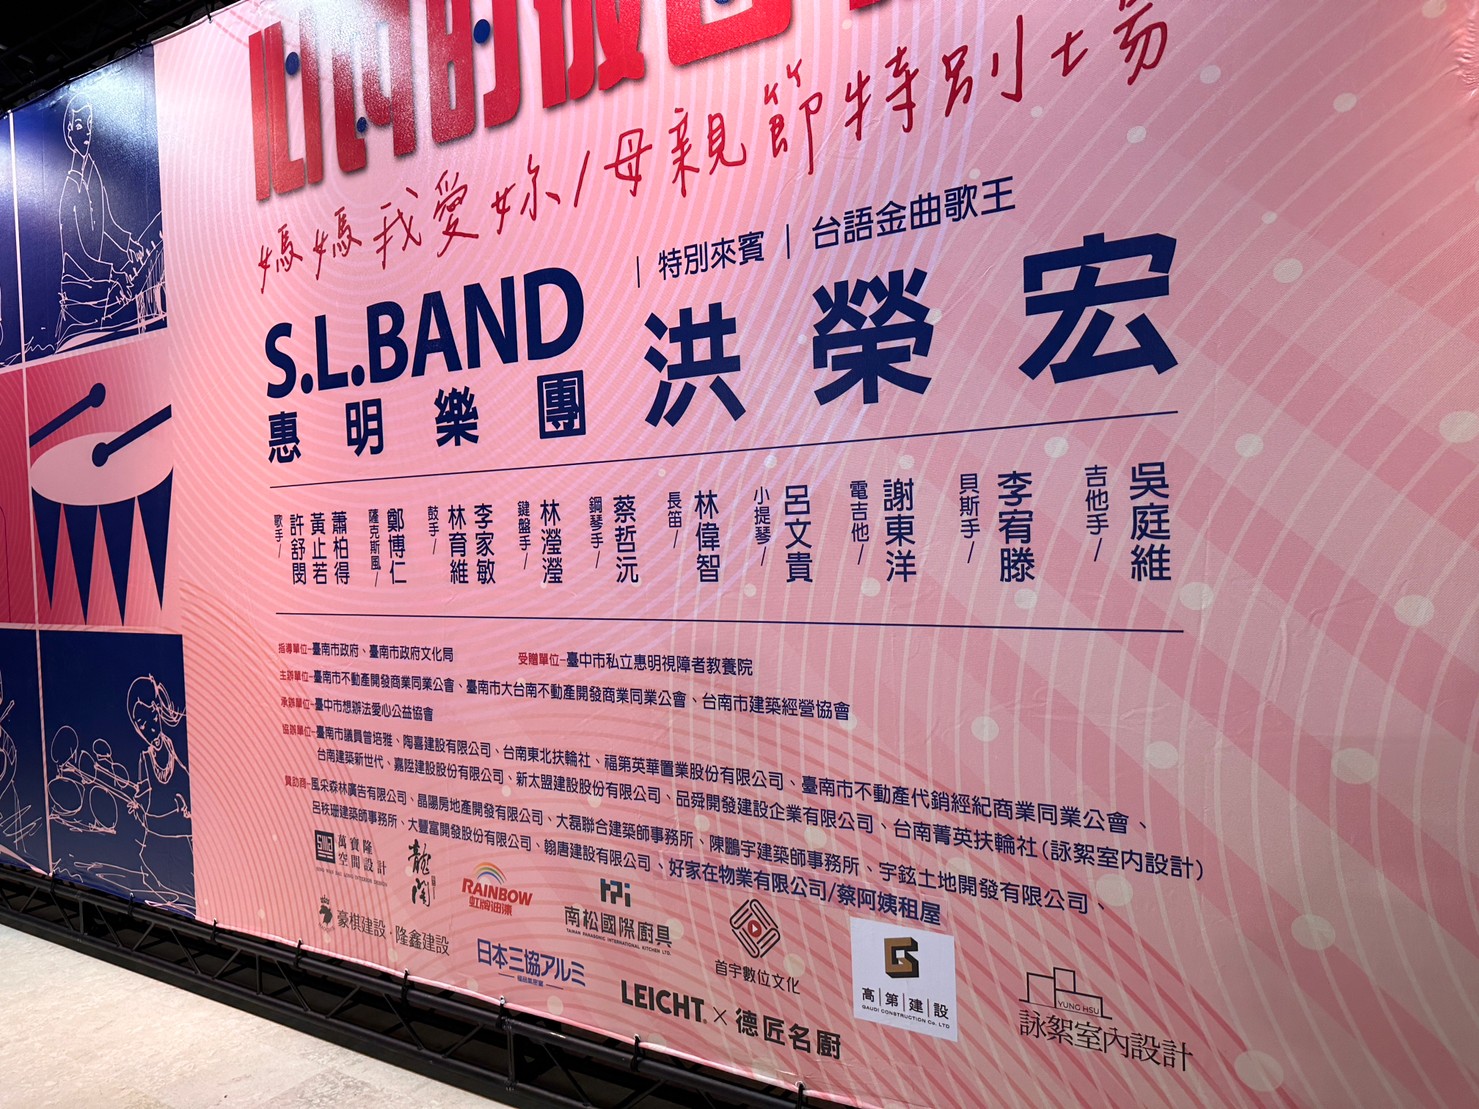 媽媽我愛妳/母親節特別場
S.L.BAND
惠明樂團
| 特別來賓 | 台語金曲歌王
洪榮宏
歌手/ 許舒閔 黃止若 蕭柏得
薩克斯風/ 鄭博仁
鼓手/ 林育維 李家敏
鍵盤手/ 林瀅瀅
鋼琴手/ 蔡哲沅
長笛/ 林偉智
小提琴/ 呂文貴
電吉他/ 謝東洋
貝斯手/ 李宥滕
吉他手/ 吳庭維
指導單位-臺南市政府、臺南市政府文化局
受贈單位-臺中市私立惠明視障者教養院
主辦單位-臺南市不動產開發商業同業公會、臺南市大台南不動產開發商業同業公會、台南市建築經營協會
承辦單位-臺中市想辦法愛心公益協會
協辦單位-臺南市議員曾培雅、陶喜建設有限公司、台南東北扶輪社、福第英華置業股份有限公司、臺南市不動產代銷經紀商業同業公會、
台南建築新世代、嘉陞建設股份有限公司、新太盟建設股份有限公司、品舜開發建設企業有限公司、台南菁英扶輪社(詠絮室內設計)
贊助商-風采森林廣告有限公司、晶陽房地產開發有限公司、大磊聯合建築師事務所、陳鵬宇建築師事務所、宇鉉土地開發有限公司、
呂秩珊建築師事務所、大豐富開發股份有限公司、翰唐建設有限公司、好家在物業有限公司/蔡阿姨租屋
萬寶隆
空間設計
RAINBOW
虹牌油漆
南松國際廚具
TAINAN PANASONIC INTERNATIONAL KITCHEN LTD.
豪棋建設·隆鑫建設
日本三協アルミ
LEICHT × 德匠名廚
首宇數位文化
高|第|建|設
GAUDI CONSTRUCTION Co. LTD
YUNG HSU
詠絮室內設計